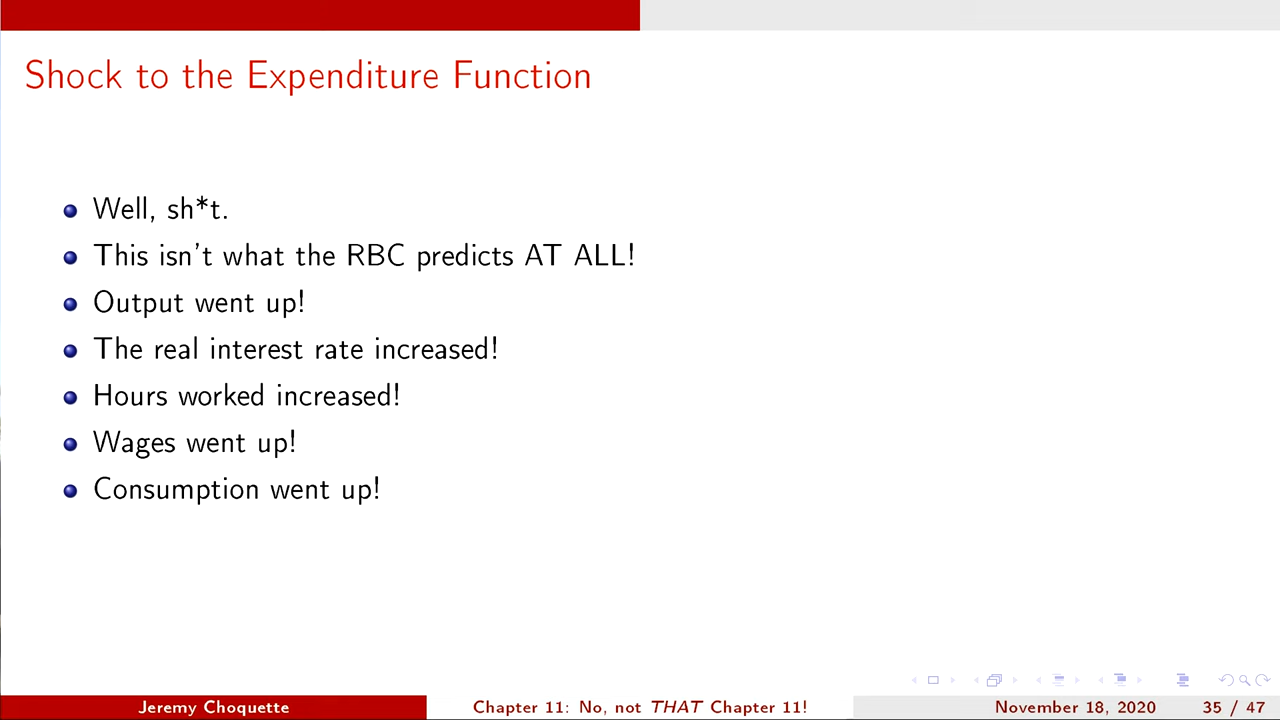 Shock to the Expenditure Function
Well, sh*t.
This isn't what the RBC predicts AT ALL!
Output went up!
The real interest rate increased!
Hours worked increased!
Wages went up!
Consumption went up!
Jeremy Choquette
Chapter 11: No, not THAT Chapter 11!
November 18, 2020
35 / 47